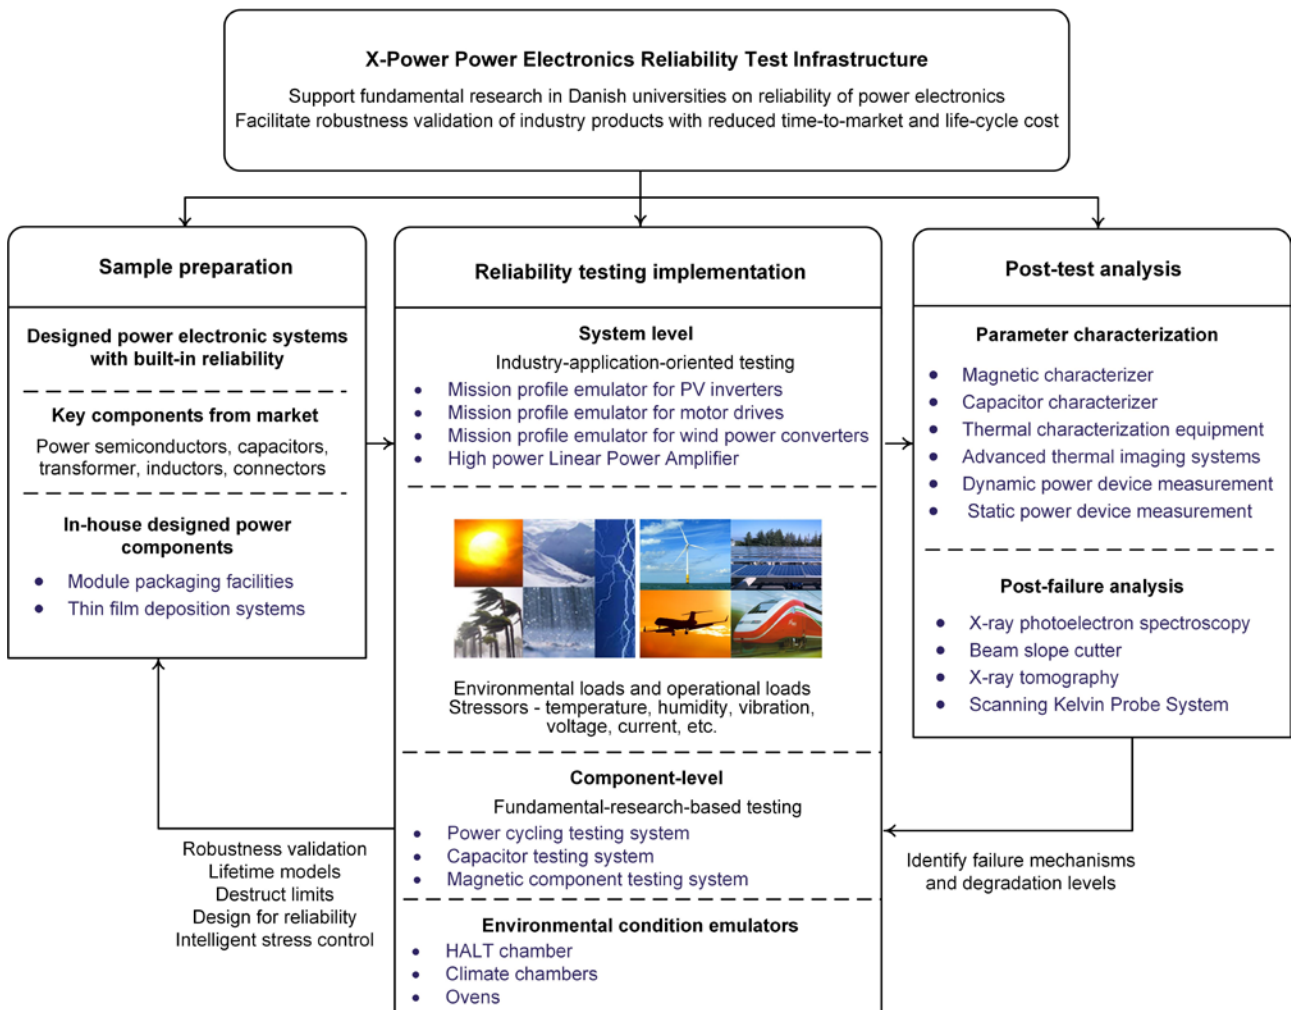 X-Power Power Electronics Reliability Test Infrastructure
Support fundamental research in Danish universities on reliability of power electronics
Facilitate robustness validation of industry products with reduced time-to-market and life-cycle cost
Sample preparation
Designed power electronic systems
with built-in reliability
Key components from market
Power semiconductors, capacitors,
transformer, inductors, connectors
In-house designed power
components
• Module packaging facilities
• Thin film deposition systems
Reliability testing implementation
System level
Industry-application-oriented testing
• Mission profile emulator for PV inverters
• Mission profile emulator for motor drives
• Mission profile emulator for wind power converters
• High power Linear Power Amplifier
Environmental loads and operational loads
Stressors - temperature, humidity, vibration,
voltage, current, etc.
Component-level
Fundamental-research-based testing
• Power cycling testing system
• Capacitor testing system
• Magnetic component testing system
Environmental condition emulators
• HALT chamber
• Climate chambers
• Ovens
Post-test analysis
Parameter characterization
• Magnetic characterizer
• Capacitor characterizer
• Thermal characterization equipment
• Advanced thermal imaging systems
• Dynamic power device measurement
• Static power device measurement
Post-failure analysis
• X-ray photoelectron spectroscopy
• Beam slope cutter
• X-ray tomography
• Scanning Kelvin Probe System
Identify failure mechanisms
and degradation levels
Robustness validation
Lifetime models
Destruct limits
Design for reliability
Intelligent stress control